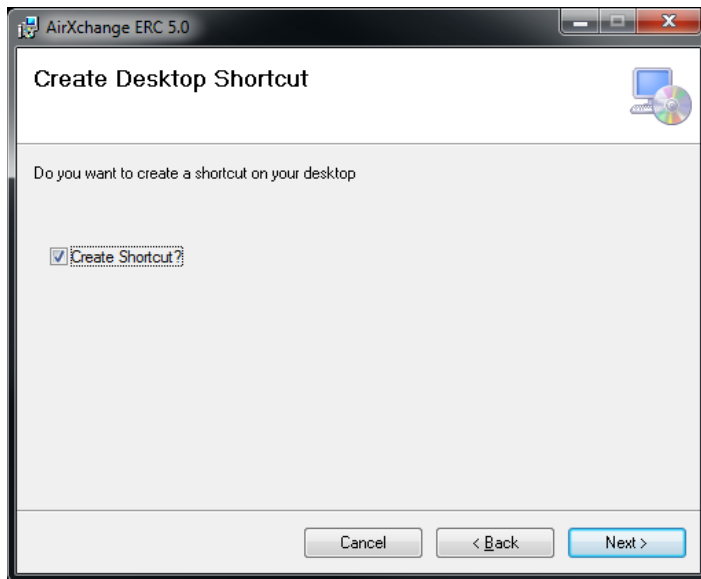 AirXchange ERC 5.0
Create Desktop Shortcut
Do you want to create a shortcut on your desktop
Create Shortcut?
Cancel
< Back
Next >